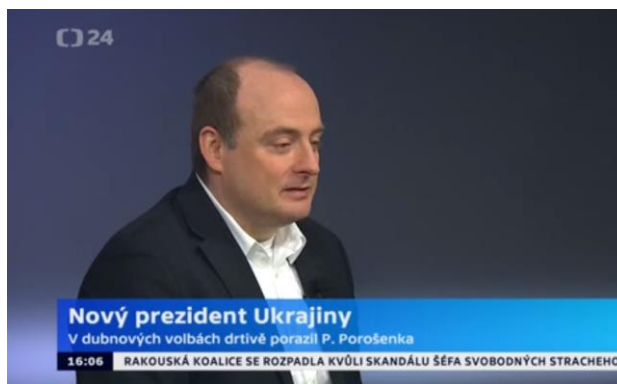 24
Nový prezident Ukrajiny
V dubnových volbách drtivě porazil P. Porošenka
16:06 RAKOUSKÁ KOALICE SE ROZPADLA KVŮLI SKANDÁLU ŠÉFA SVOBODNÝCH STRACHEHO